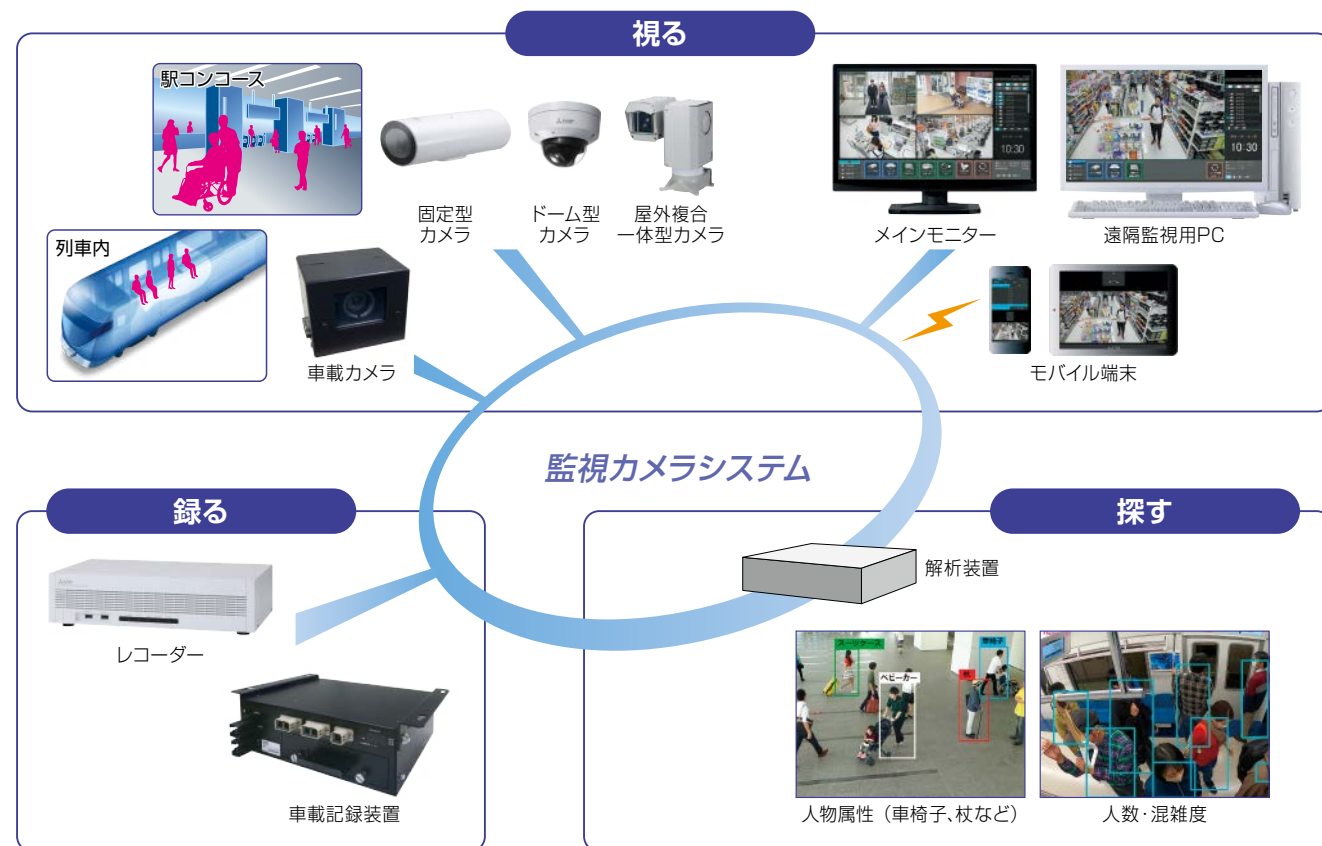 視る
駅コンコース
固定型
カメラ
ドーム型
カメラ
屋外複合
一体型カメラ
10:30
メインモニター
10:30
遠隔監視用PC
列車内
車載カメラ
モバイル端末
監視カメラシステム
録る
レコーダー
車載記録装置
探す
解析装置
スーツケース
ベビーカー
杖
車椅子
人物属性（車椅子、杖など）
人数・混雑度